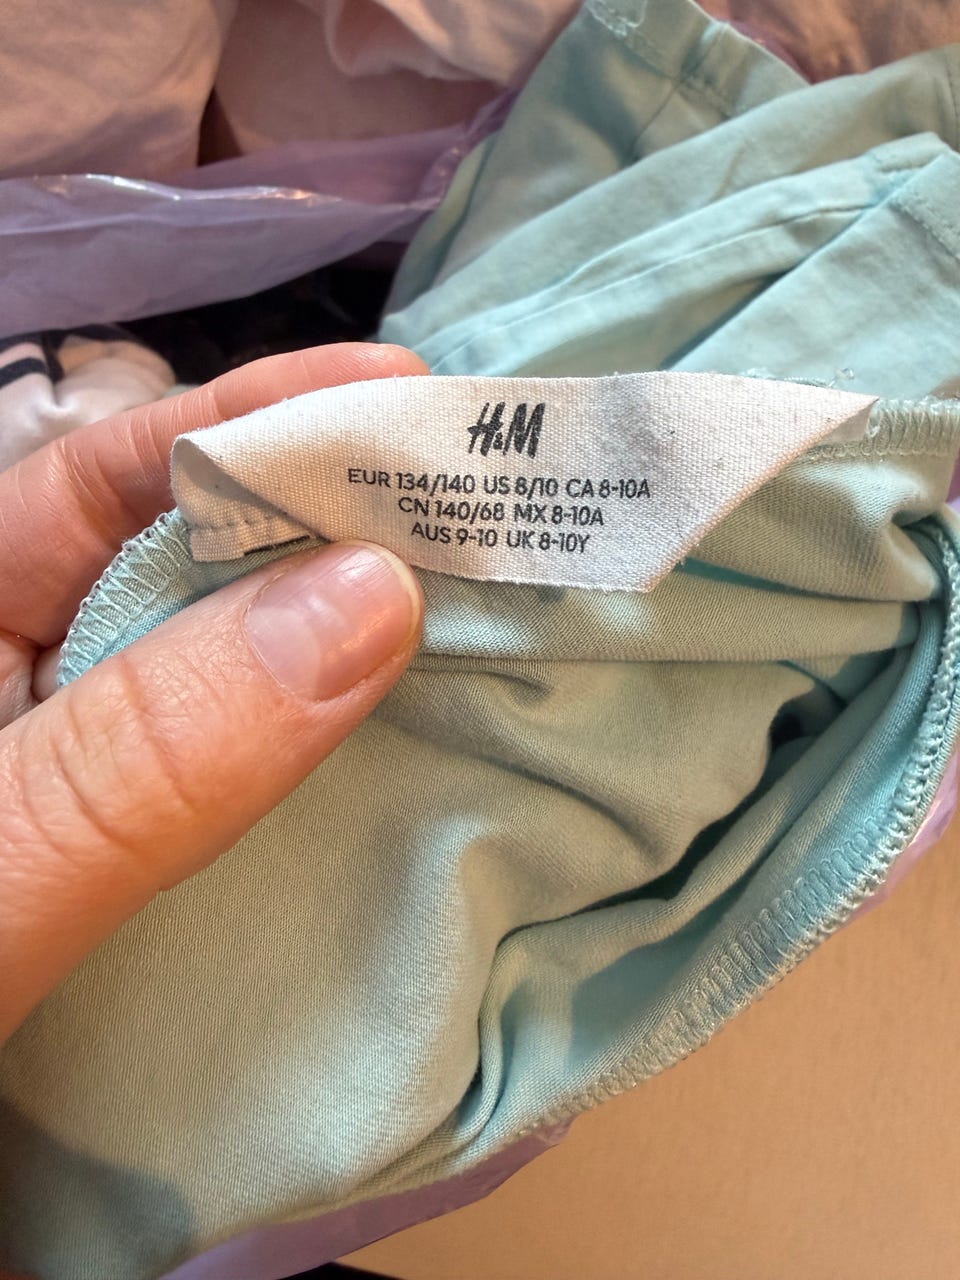 H&M
EUR 134/140 US 8/10 CA 8-10A
CN 140/68 MX 8-10A
AUS 9-10 UK 8-10Y